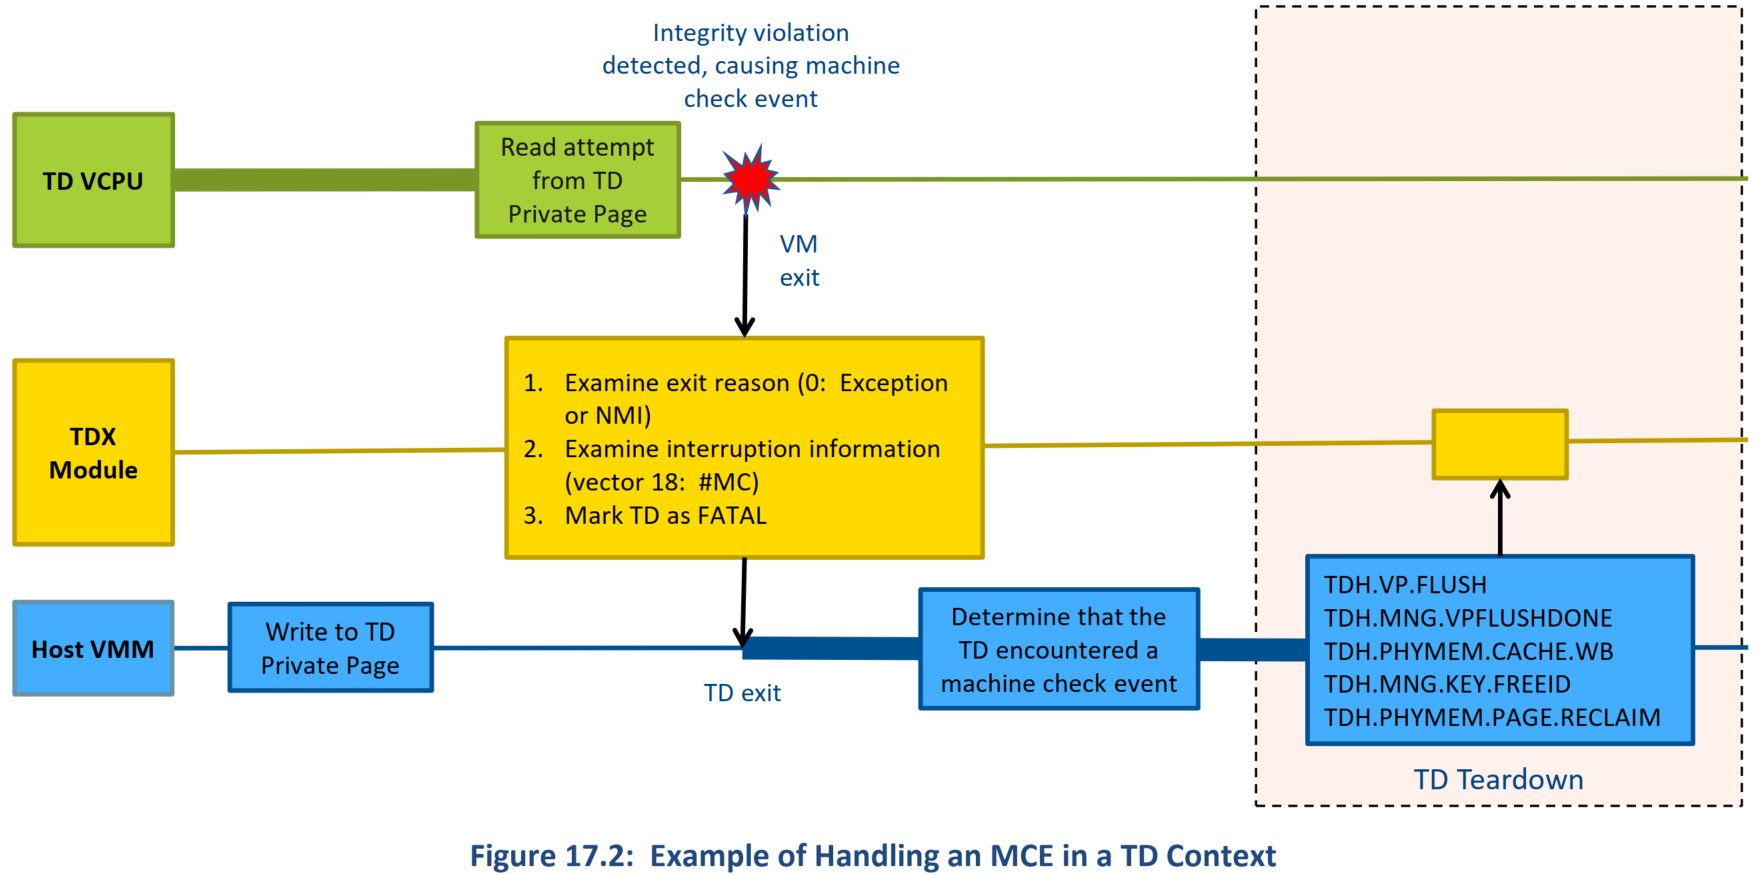 Integrity violation
detected, causing machine
check event
TD VCPU
Read attempt
from TD
Private Page
VM
exit
TDX
Module
1. Examine exit reason (0: Exception
or NMI)
2. Examine interruption information
(vector 18: #MC)
3. Mark TD as FATAL
Host VMM
Write to TD
Private Page
TD exit
Determine that the
TD encountered a
machine check event
TDH.VP.FLUSH
TDH.MNG.VPFLUSHDONE
TDH.PHYMEM.CACHE.WB
TDH.MNG.KEY.FREEID
TDH.PHYMEM.PAGE.RECLAIM
TD Teardown
Figure 17.2: Example of Handling an MCE in a TD Context